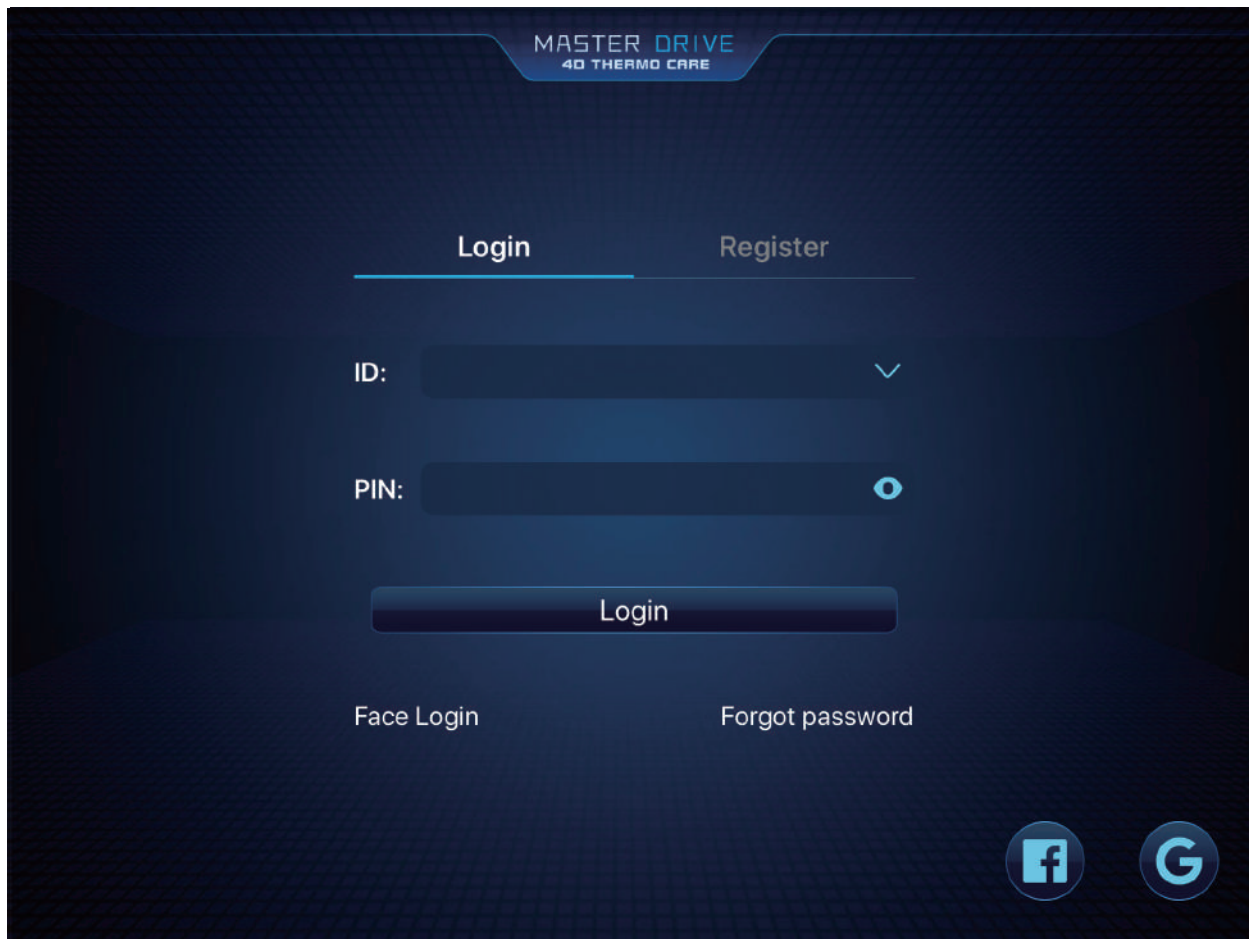 MASTER DRIVE
4D THERMO CARE
Login Register
ID:
PIN:
Login
Face Login Forgot password